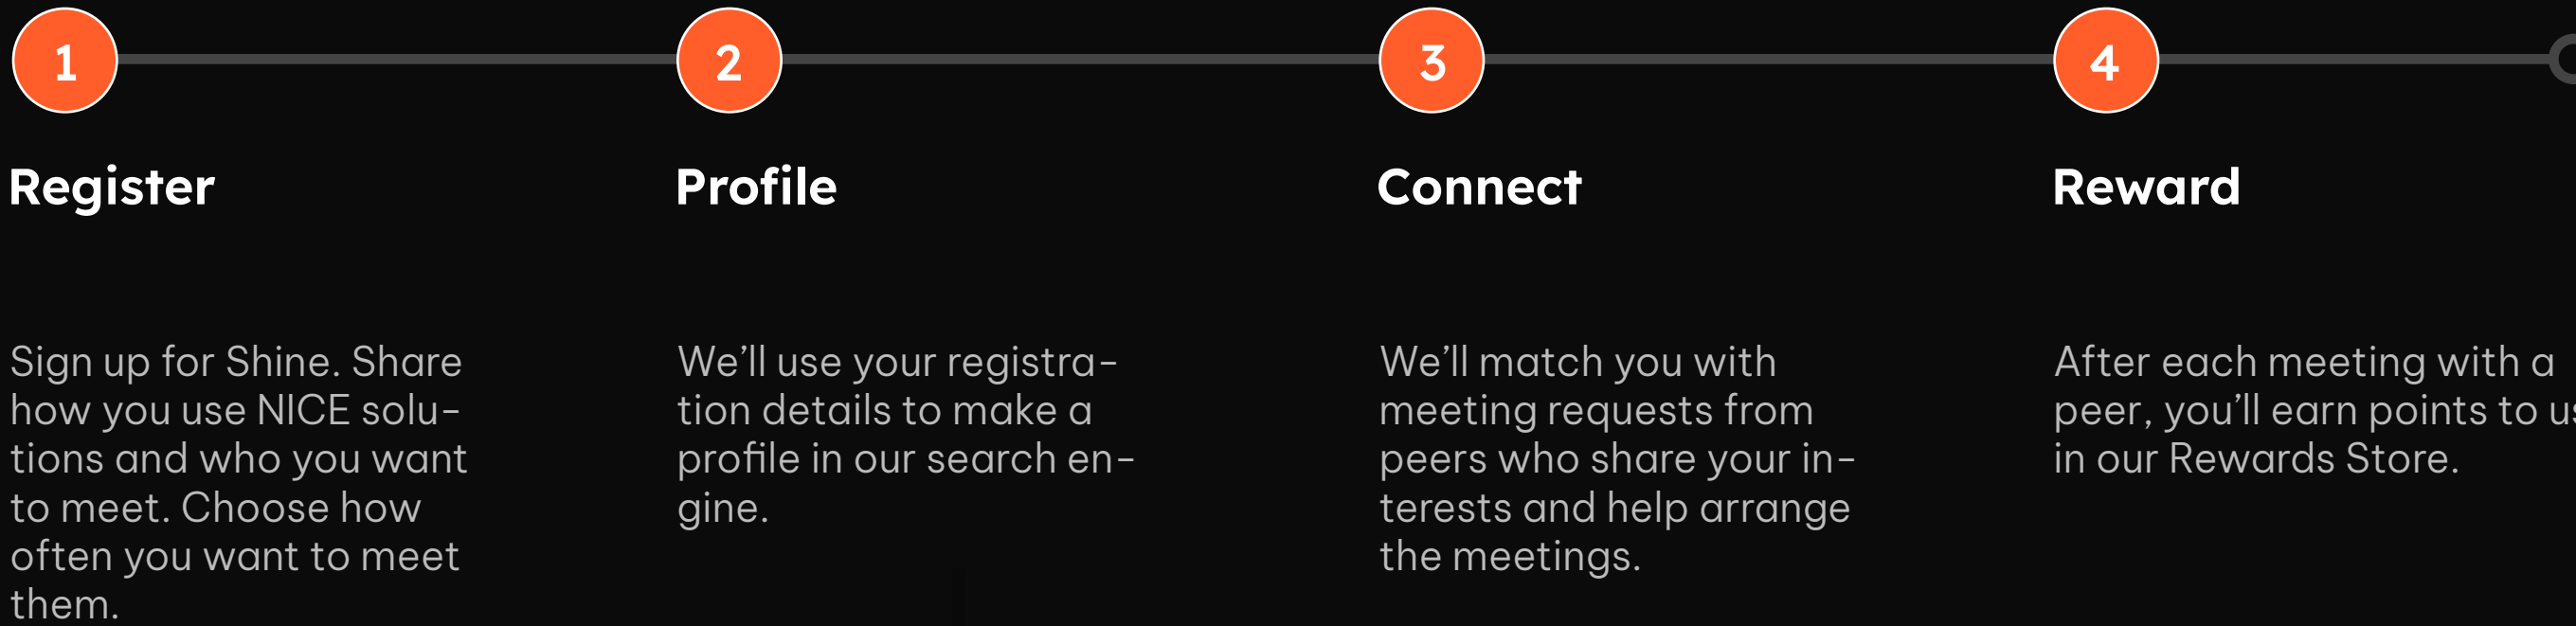 1
Register
Sign up for Shine. Share
how you use NICE solu-
tions and who you want
to meet. Choose how
often you want to meet
them.
2
Profile
We’ll use your registra-
tion details to make a
profile in our search en-
gine.
3
Connect
We’ll match you with
meeting requests from
peers who share your in-
terests and help arrange
the meetings.
4
Reward
After each meeting with a
peer, you’ll earn points to
in our Rewards Store.